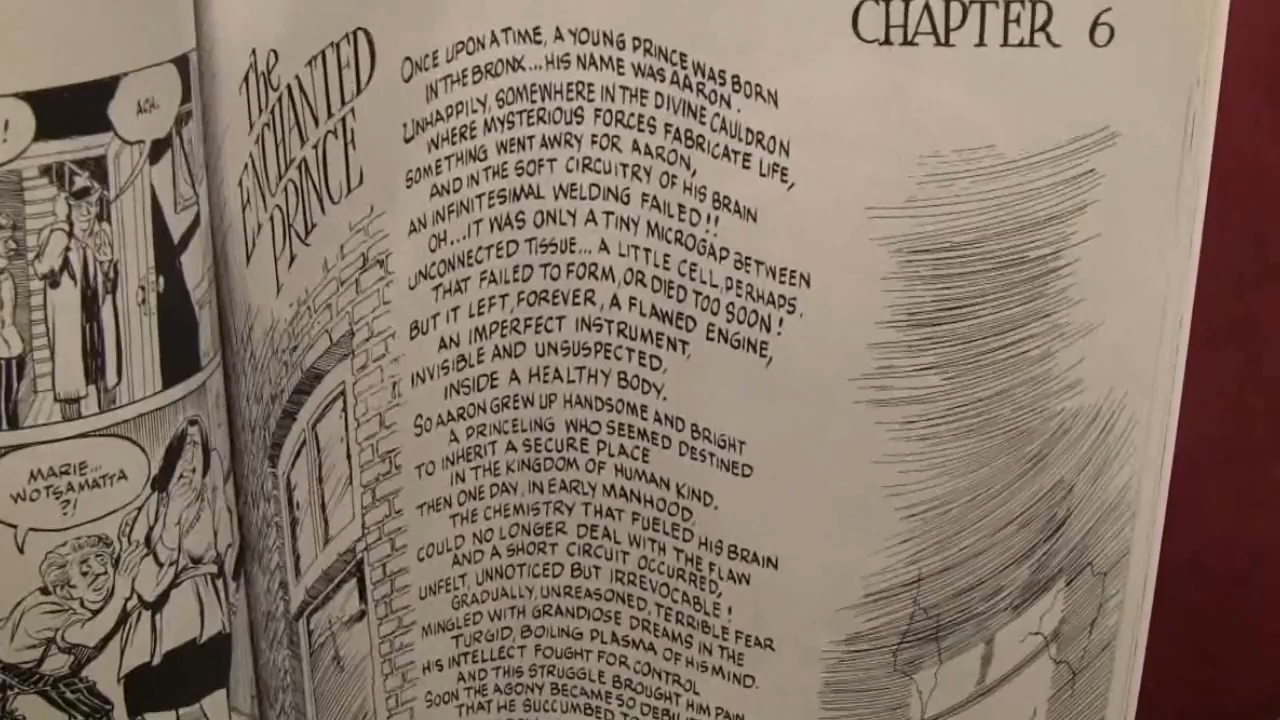 !
ACH.
MARIE...
WOTSAMATTA
?!
The
ENCHANTED
PRINCE
ONCE UPON A TIME, A YOUNG PRINCE WAS BORN
IN THE BRONX... HIS NAME WAS AARON.
UNHAPPILY, SOMEWHERE IN THE DIVINE CAULDRON
WHERE MYSTERIOUS FORCES FABRICATE LIFE,
SOMETHING WENT AWRY FOR AARON,
AND IN THE SOFT CIRCUITRY OF HIS BRAIN
AN INFINITESIMAL WELDING FAILED!!
OH...IT WAS ONLY A TINY MICROGAP BETWEEN
UNCONNECTED TISSUE... A LITTLE CELL, PERHAPS,
THAT FAILED TO FORM, OR DIED TOO SOON!
BUT IT LEFT, FOREVER, A FLAWED ENGINE,
AN IMPERFECT INSTRUMENT,
INVISIBLE AND UNSUSPECTED,
INSIDE A HEALTHY BODY.
SO AARON GREW UP HANDSOME AND BRIGHT
A PRINCELING WHO SEEMED DESTINED
TO INHERIT A SECURE PLACE
IN THE KINGDOM OF HUMAN KIND.
THEN ONE DAY, IN EARLY MANHOOD,
THE CHEMISTRY THAT FUELED HIS BRAIN
COULD NO LONGER DEAL WITH THE FLAW
AND A SHORT CIRCUIT OCCURRED,
UNFELT, UNNOTICED BUT IRREVOCABLE!
GRADUALLY, UNREASONED, TERRIBLE FEAR
MINGLED WITH GRANDIOSE DREAMS IN THE
TURGID, BOILING PLASMA OF HIS MIND.
HIS INTELLECT FOUGHT FOR CONTROL
AND THIS STRUGGLE BROUGHT HIM PAIN
SOON THE AGONY BECAME SO
THAT HE SUCCUMBED
CHAPTER 6